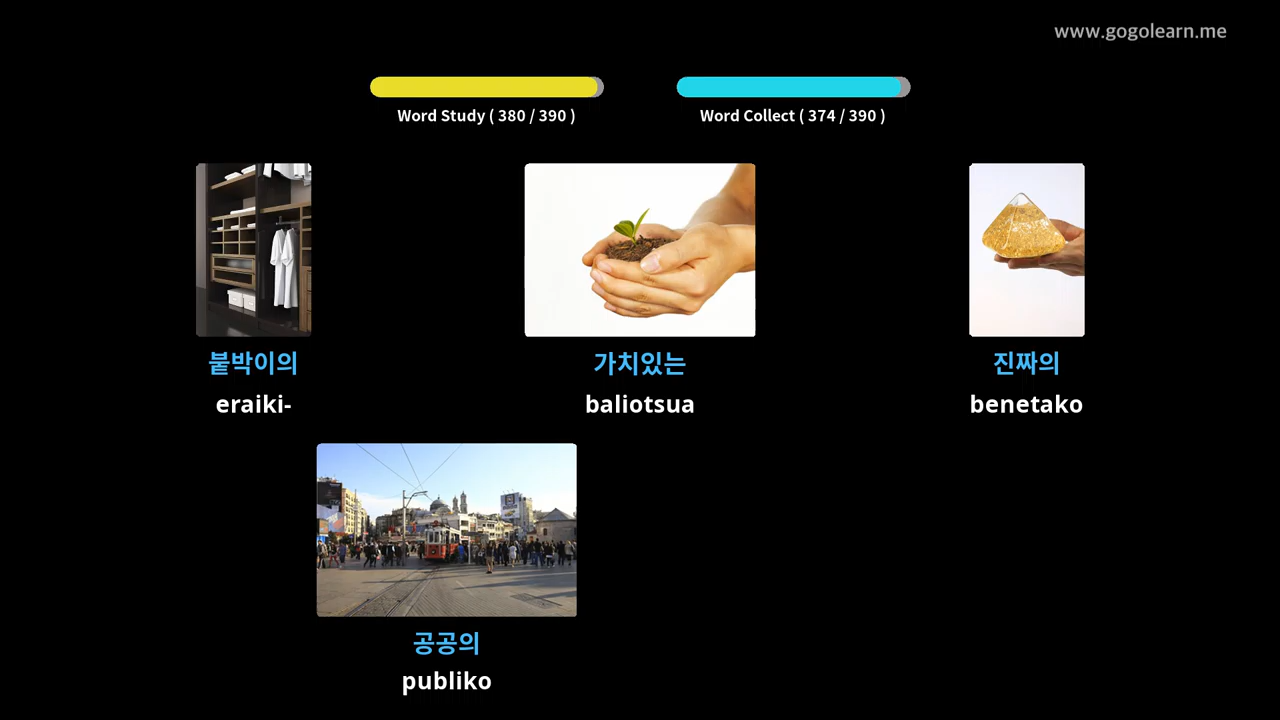 www.gogolearn.me
Word Study ( 380 / 390 )
Word Collect ( 374 / 390 )
붙박이의
eraiki-
가치있는
baliotsua
진짜의
benetako
공공의
publiko